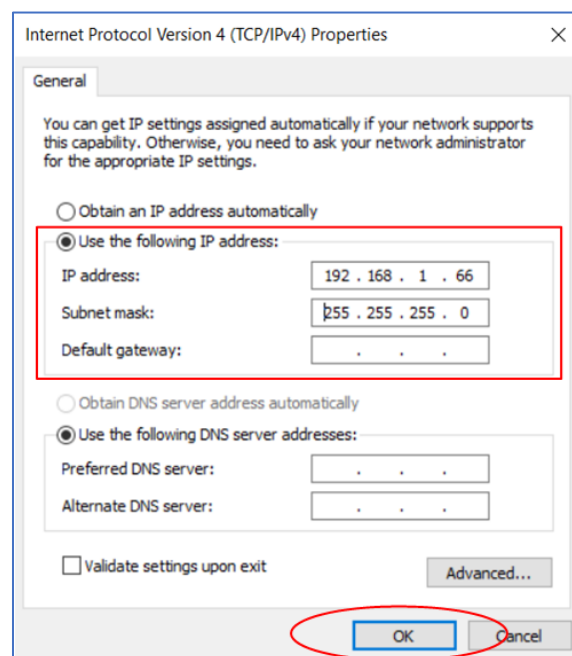 Internet Protocol Version 4 (TCP/IPv4) Properties
General
You can get IP settings assigned automatically if your network supports
this capability. Otherwise, you need to ask your network administrator
for the appropriate IP settings.
Obtain an IP address automatically
Use the following IP address:
IP address: 192 . 168 . 1 . 66
Subnet mask: 255 . 255 . 255 . 0
Default gateway: . . .
Obtain DNS server address automatically
Use the following DNS server addresses:
Preferred DNS server: . . .
Alternate DNS server: . . .
Validate settings upon exit
Advanced...
OK Cancel